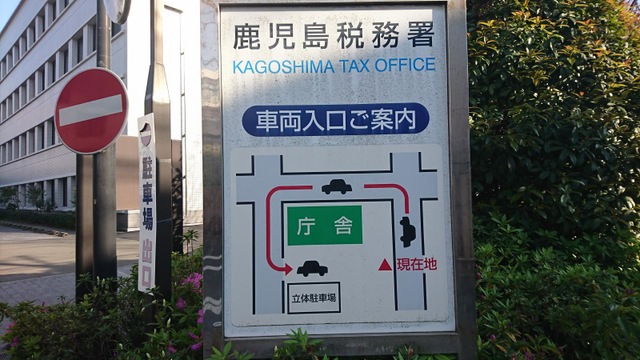 鹿児島税務署
KAGOSHIMA TAX OFFICE
車両入口ご案内
庁舎
現在地
立体駐車場
駐車場出口